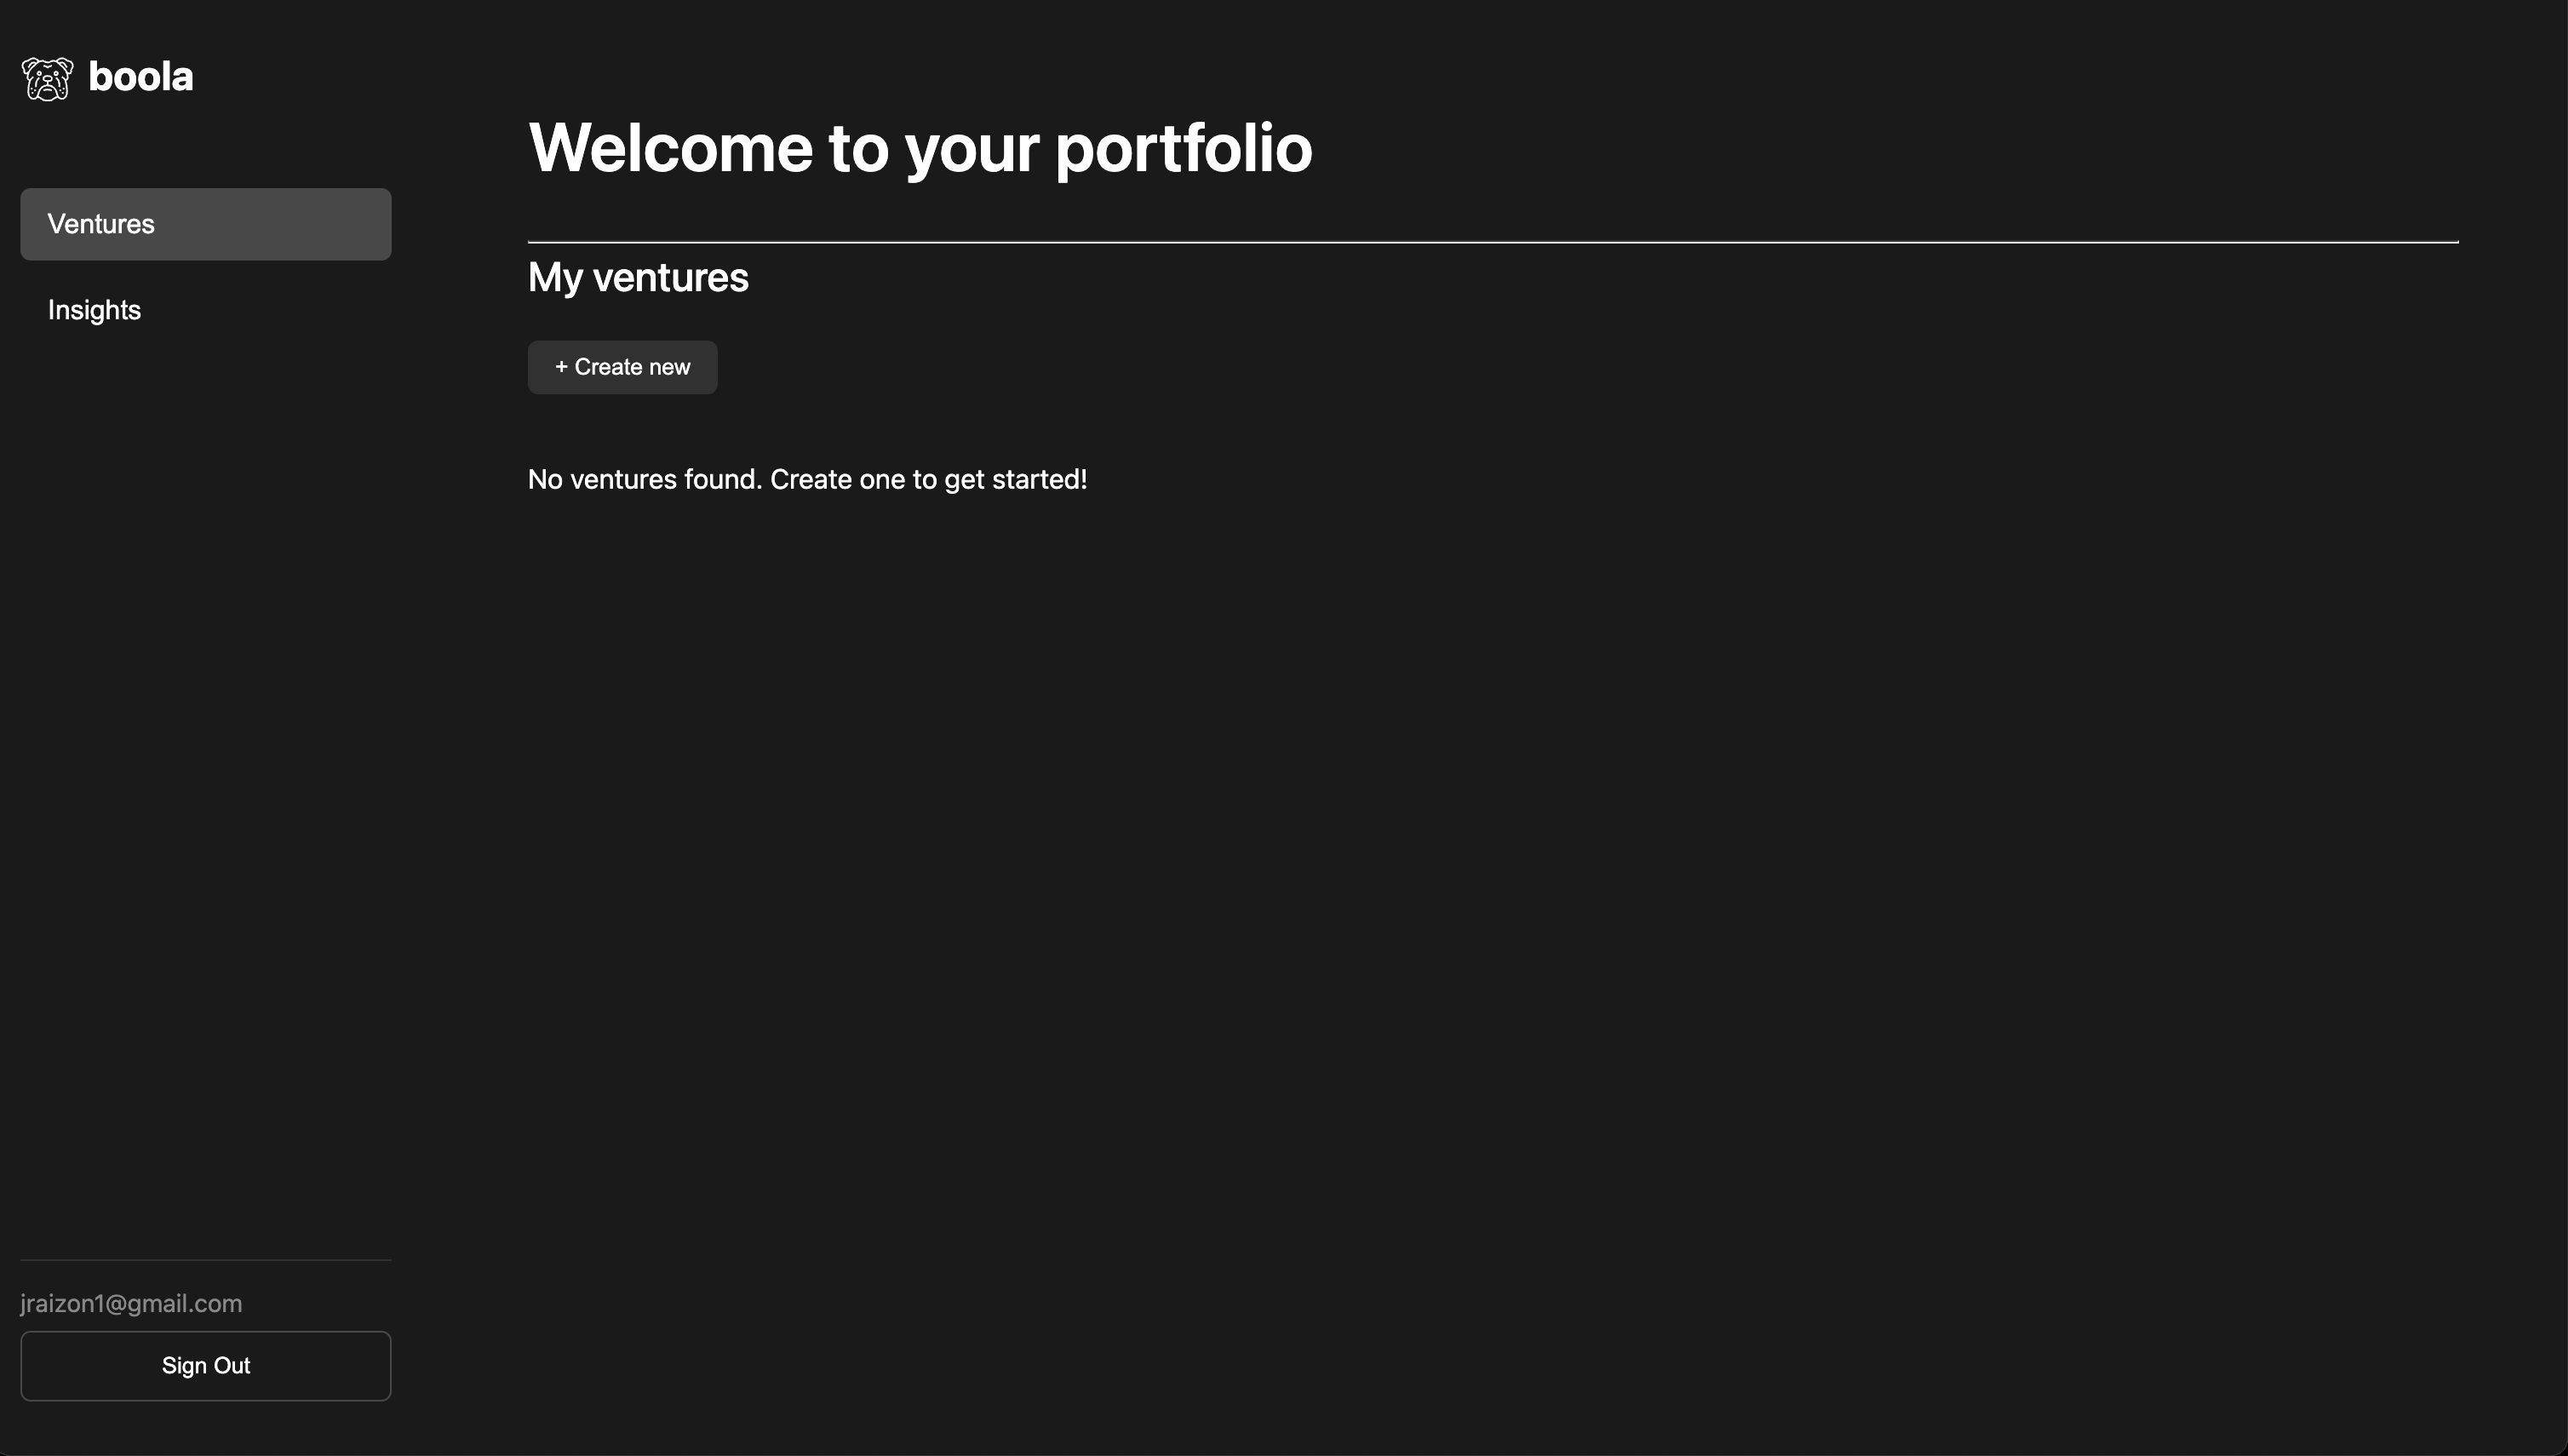 boola
Ventures
Insights
Welcome to your portfolio
My ventures
+ Create new
No ventures found. Create one to get started!
jraizon1@gmail.com
Sign Out